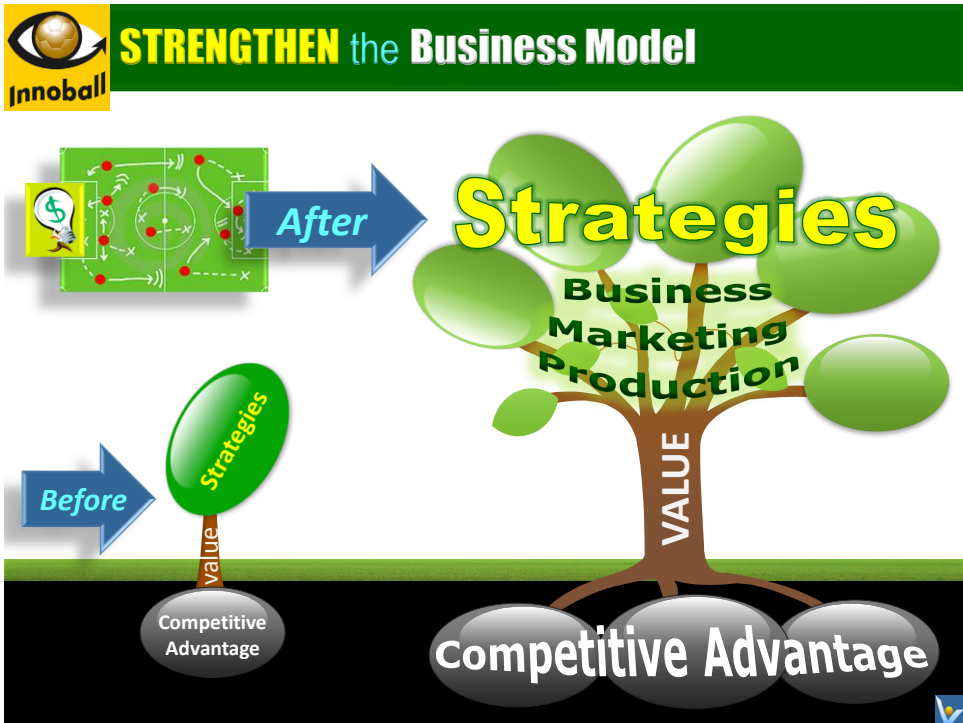 STRENGTHEN the Business Model
Innoball
After
Strategies
Business
Marketing
Production
$
VALUE
Strategies
Before
value
Competitive
Advantage
Competitive Advantage